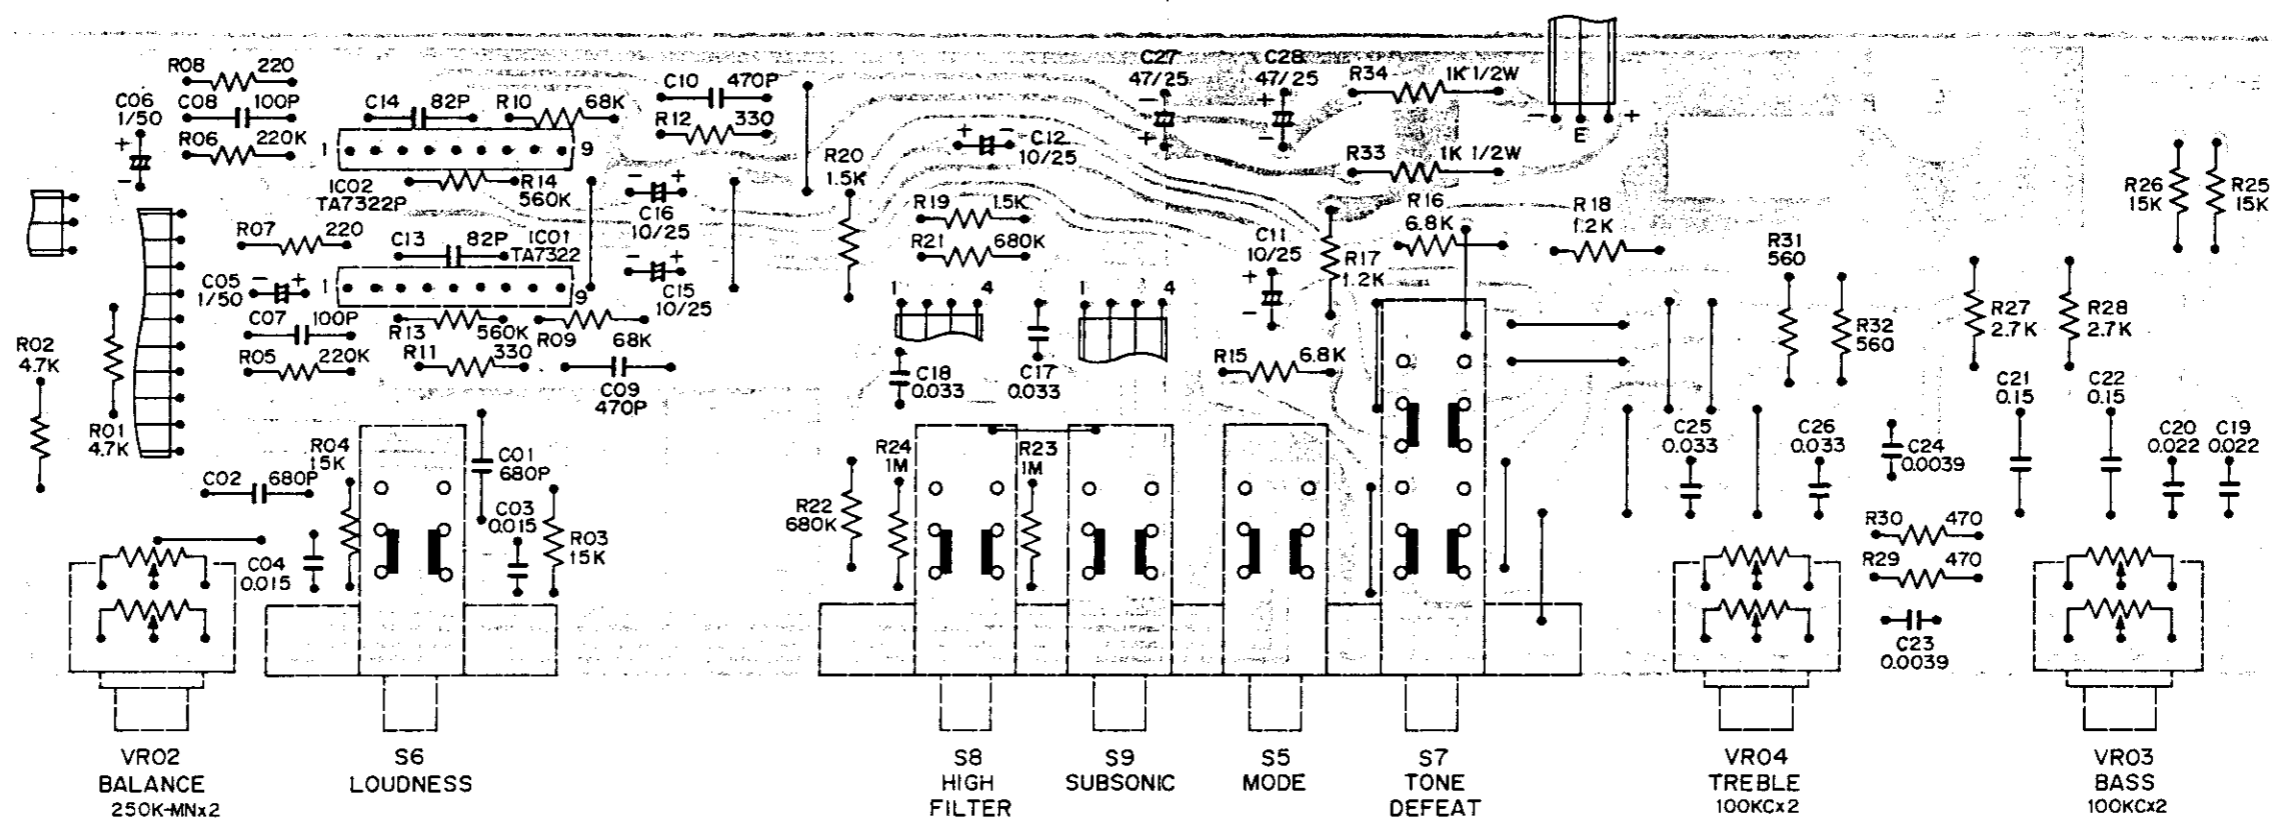 R08 220
C08 100P
R06 220K
C06
1/50
+
-
C14 82P
R10 68K
1 9
IC02
TA7322P
R14
560K
C10 470P
R12 330
- +
C16
10/25
R07 220
C13 82P
IC01
TA7322
C05
1/50
- +
1 9
- +
C15
10/25
C07 100P
R05 220K
R13 560K
R09 68K
R11 330
C09
470P
R02
4.7K
R01
4.7K
R20
1.5K
R19 1.5K
R21 680K
+ -
C12
10/25
C27
47/25
-
+
C28
47/25
+
-
R34 1K 1/2W
R33 1K 1/2W
- E +
C11
10/25
+
-
R17
1.2K
R16
6.8K
R18
1.2K
1 4
1 4
C18
0.033
C17
0.033
R15 6.8K
R31
560
R32
560
R26
15K
R25
15K
R27
2.7K
R28
2.7K
C21
0.15
C22
0.15
C20
0.022
C19
0.022
C25
0.033
C26
0.033
C24
0.0039
R30 470
R29 470
C23
0.0039
C02 680P
R04
15K
C01
680P
C03
0.015
R03
15K
C04
0.015
R22
680K
R24
1M
R23
1M
VR02
BALANCE
250K-MNx2
S6
LOUDNESS
S8
HIGH
FILTER
S9
SUBSONIC
S5
MODE
S7
TONE
DEFEAT
VR04
TREBLE
100KCx2
VR03
BASS
100KCx2